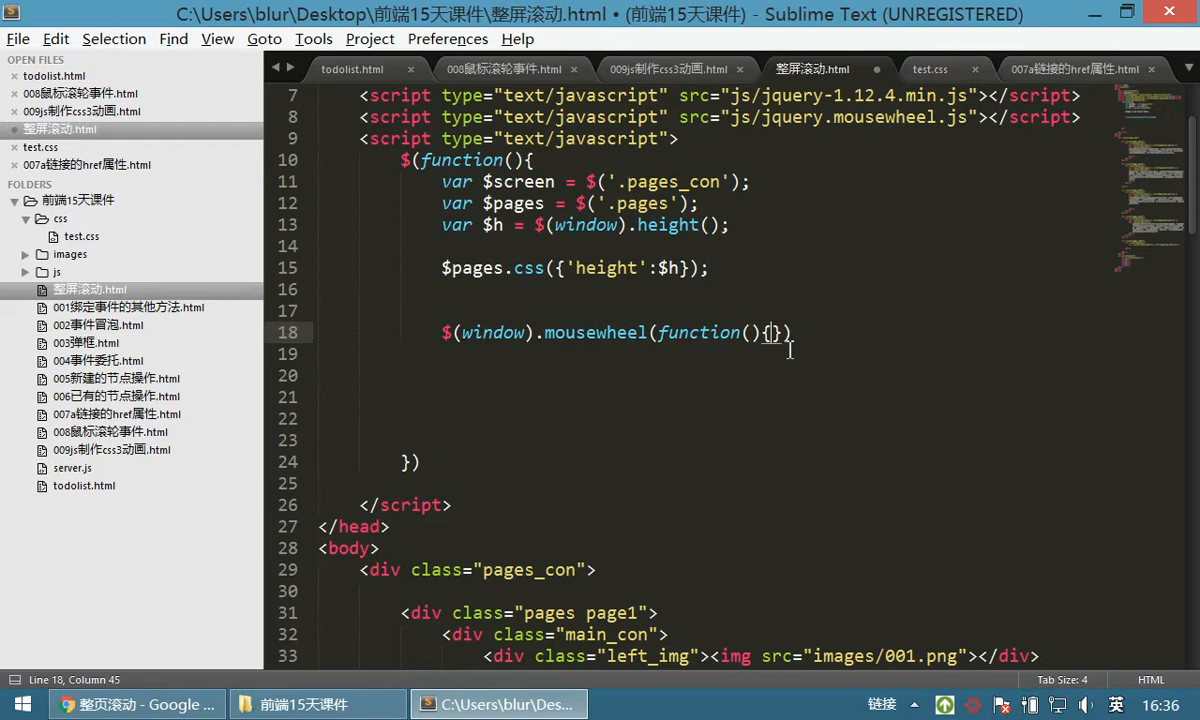 C:\Users\blur\Desktop\前端15天课件\整屏滚动.html • (前端15天课件) - Sublime Text (UNREGISTERED)
File Edit Selection Find View Goto Tools Project Preferences Help
OPEN FILES
todolist.html
008鼠标滚轮事件.html
009js制作css3动画.html
整屏滚动.html
test.css
007a链接的href属性.html
FOLDERS
前端15天课件
css
test.css
images
js
整屏滚动.html
001绑定事件的其他方法.html
002事件冒泡.html
003弹框.html
004事件委托.html
005新建的节点操作.html
006已有的节点操作.html
007a链接的href属性.html
008鼠标滚轮事件.html
009js制作css3动画.html
server.js
todolist.html
todolist.html 008鼠标滚轮事件.html 009js制作css3动画.html 整屏滚动.html test.css 007a链接的href属性.html
7 <script type="text/javascript" src="js/jquery-1.12.4.min.js"></script>
8 <script type="text/javascript" src="js/jquery.mousewheel.js"></script>
9 <script type="text/javascript">
10 $(function(){
11 var $screen = $('.pages_con');
12 var $pages = $('.pages');
13 var $h = $(window).height();
14
15 $pages.css({'height':$h});
16
17
18 $(window).mousewheel(function(){})
19
20
21
22
23
24 })
25
26 </script>
27 </head>
28 <body>
29 <div class="pages_con">
30
31 <div class="pages page1">
32 <div class="main_con">
33 <div class="left_img"><img src="images/001.png"></div>
Line 18, Column 45 Tab Size: 4 HTML
整页滚动 - Google ... 前端15天课件 C:\Users\blur\Des... 链接 英 16:36